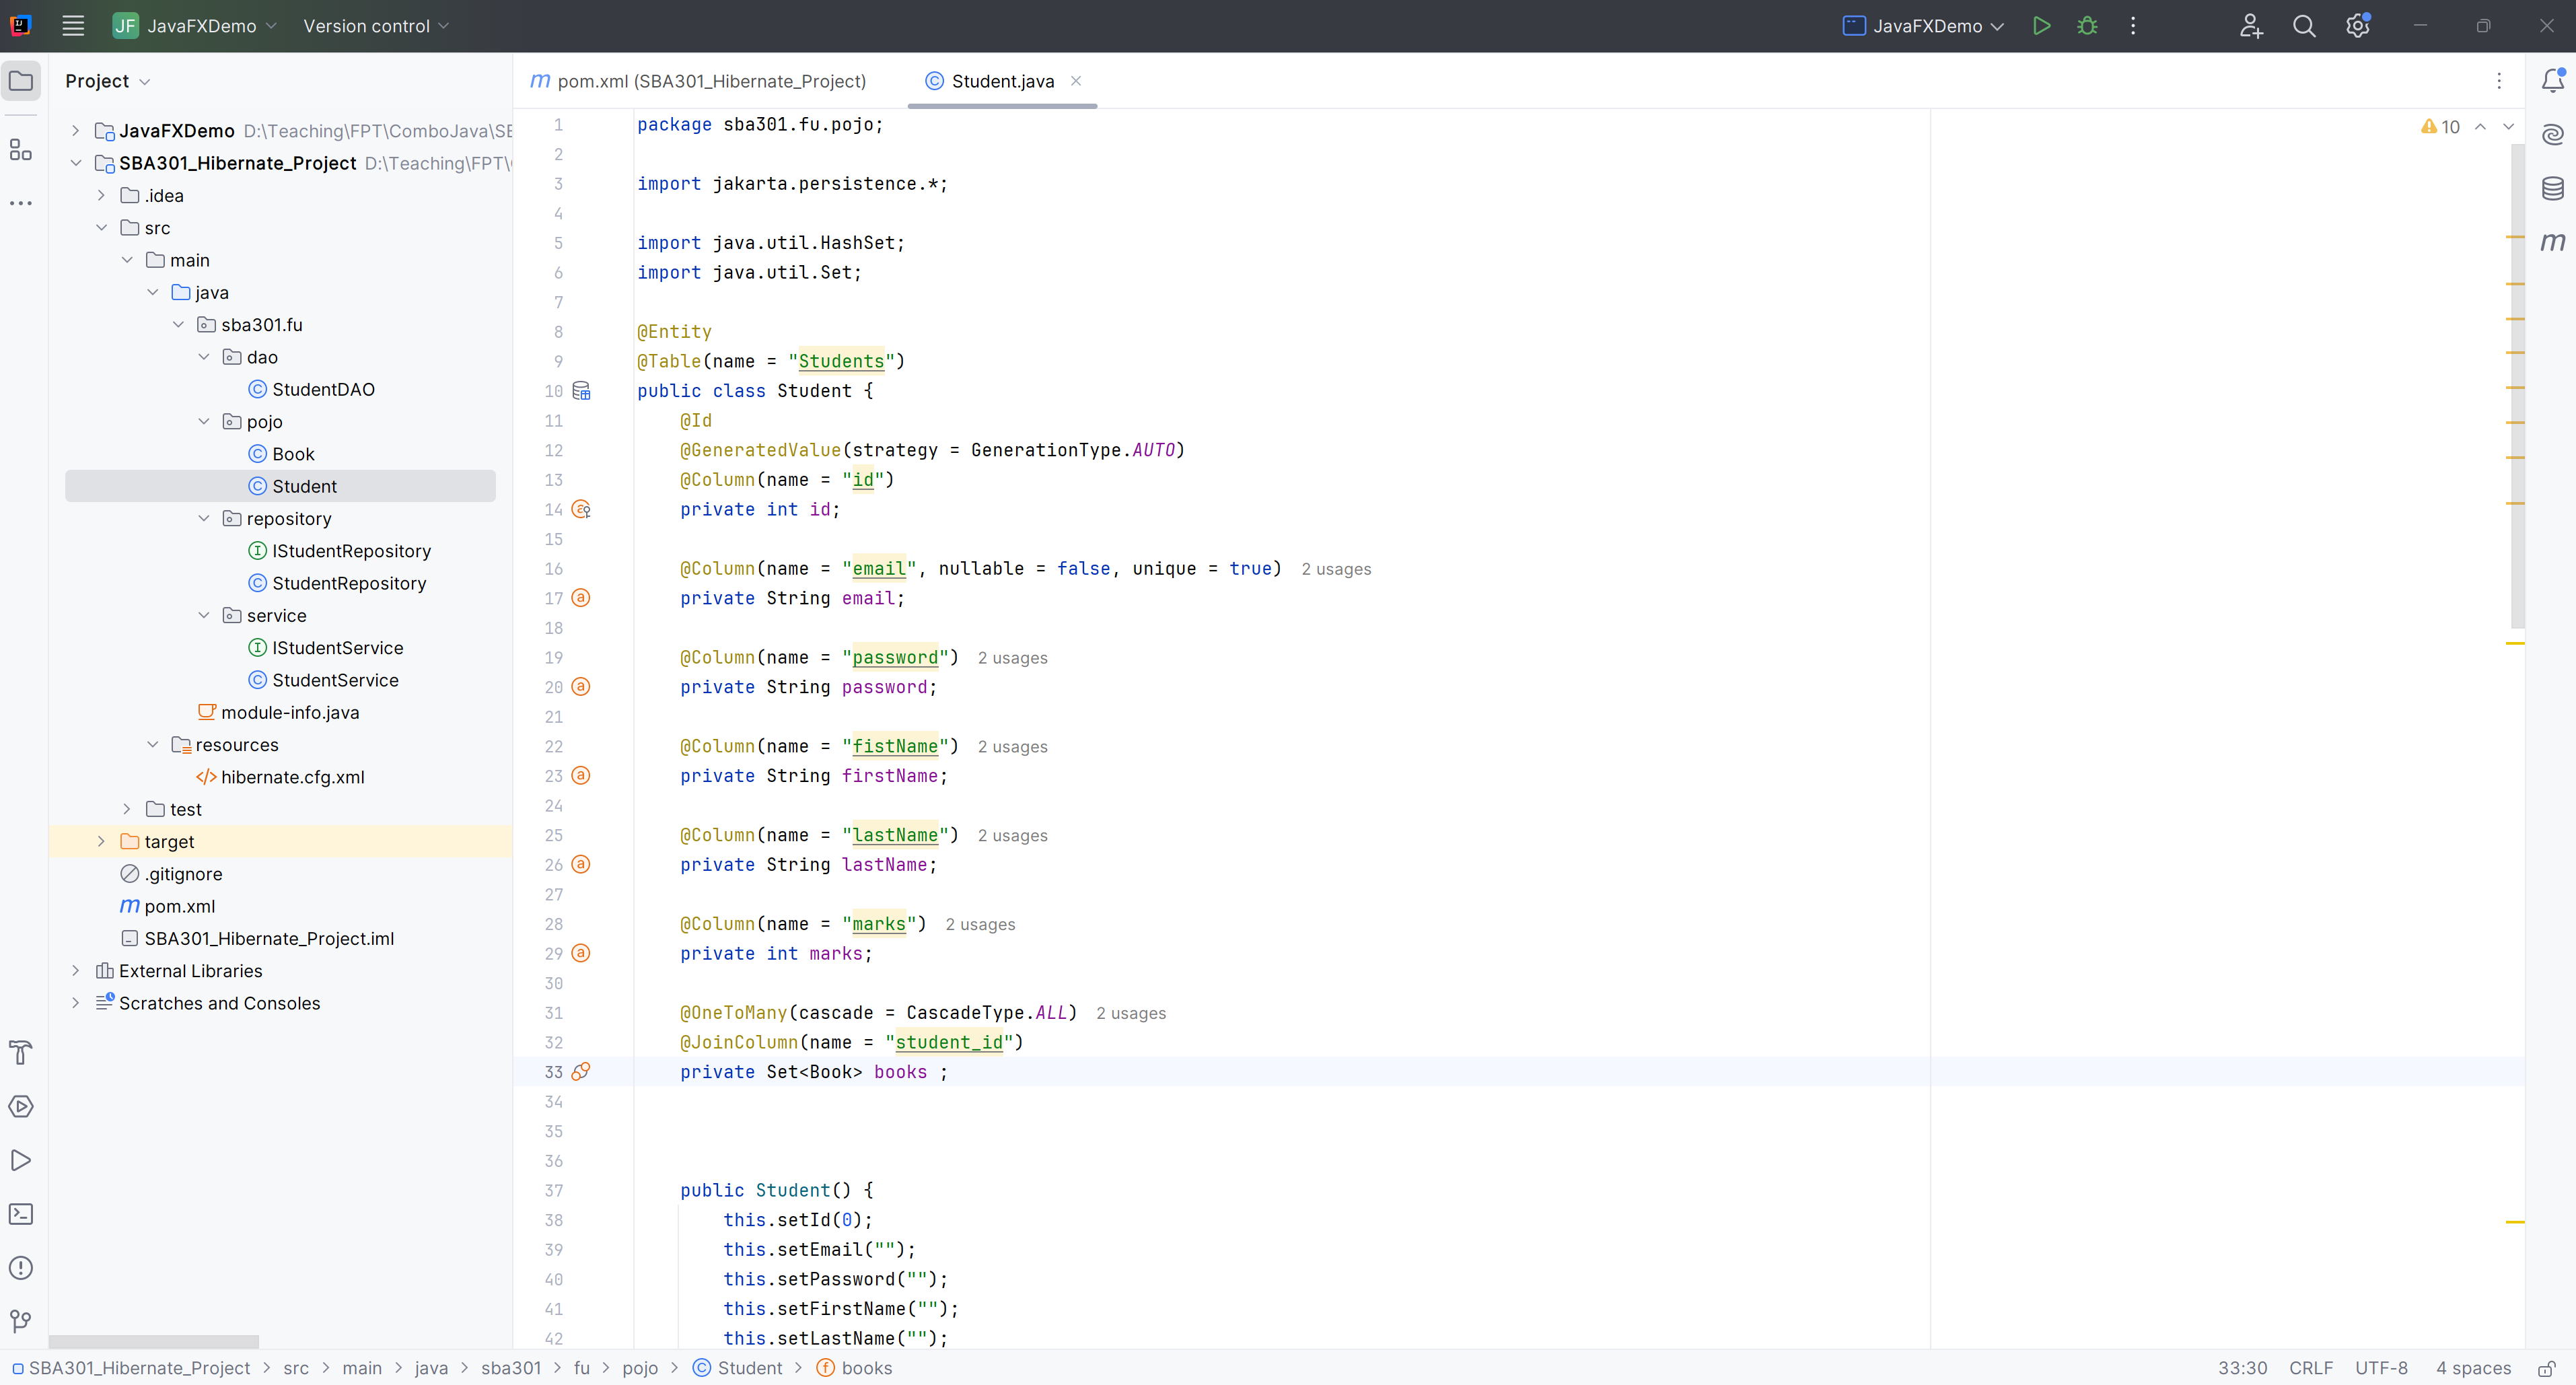 JF JavaFXDemo Version control JavaFXDemo
Project
JavaFXDemo D:\Teaching\FPT\ComboJava\SE
SBA301_Hibernate_Project D:\Teaching\FPT\
.idea
src
main
java
sba301.fu
dao
StudentDAO
pojo
Book
Student
repository
IStudentRepository
StudentRepository
service
IStudentService
StudentService
module-info.java
resources
hibernate.cfg.xml
test
target
.gitignore
pom.xml
SBA301_Hibernate_Project.iml
External Libraries
Scratches and Consoles
pom.xml (SBA301_Hibernate_Project) Student.java
10
1 package sba301.fu.pojo;
2
3 import jakarta.persistence.*;
4
5 import java.util.HashSet;
6 import java.util.Set;
7
8 @Entity
9 @Table(name = "Students")
10 public class Student {
11 @Id
12 @GeneratedValue(strategy = GenerationType.AUTO)
13 @Column(name = "id")
14 private int id;
15
16 @Column(name = "email", nullable = false, unique = true) 2 usages
17 private String email;
18
19 @Column(name = "password") 2 usages
20 private String password;
21
22 @Column(name = "fistName") 2 usages
23 private String firstName;
24
25 @Column(name = "lastName") 2 usages
26 private String lastName;
27
28 @Column(name = "marks") 2 usages
29 private int marks;
30
31 @OneToMany(cascade = CascadeType.ALL) 2 usages
32 @JoinColumn(name = "student_id")
33 private Set<Book> books ;
34
35
36
37 public Student() {
38 this.setId(0);
39 this.setEmail("");
40 this.setPassword("");
41 this.setFirstName("");
42 this.setLastName("");
SBA301_Hibernate_Project > src > main > java > sba301 > fu > pojo > Student > books 33:30 CRLF UTF-8 4 spaces